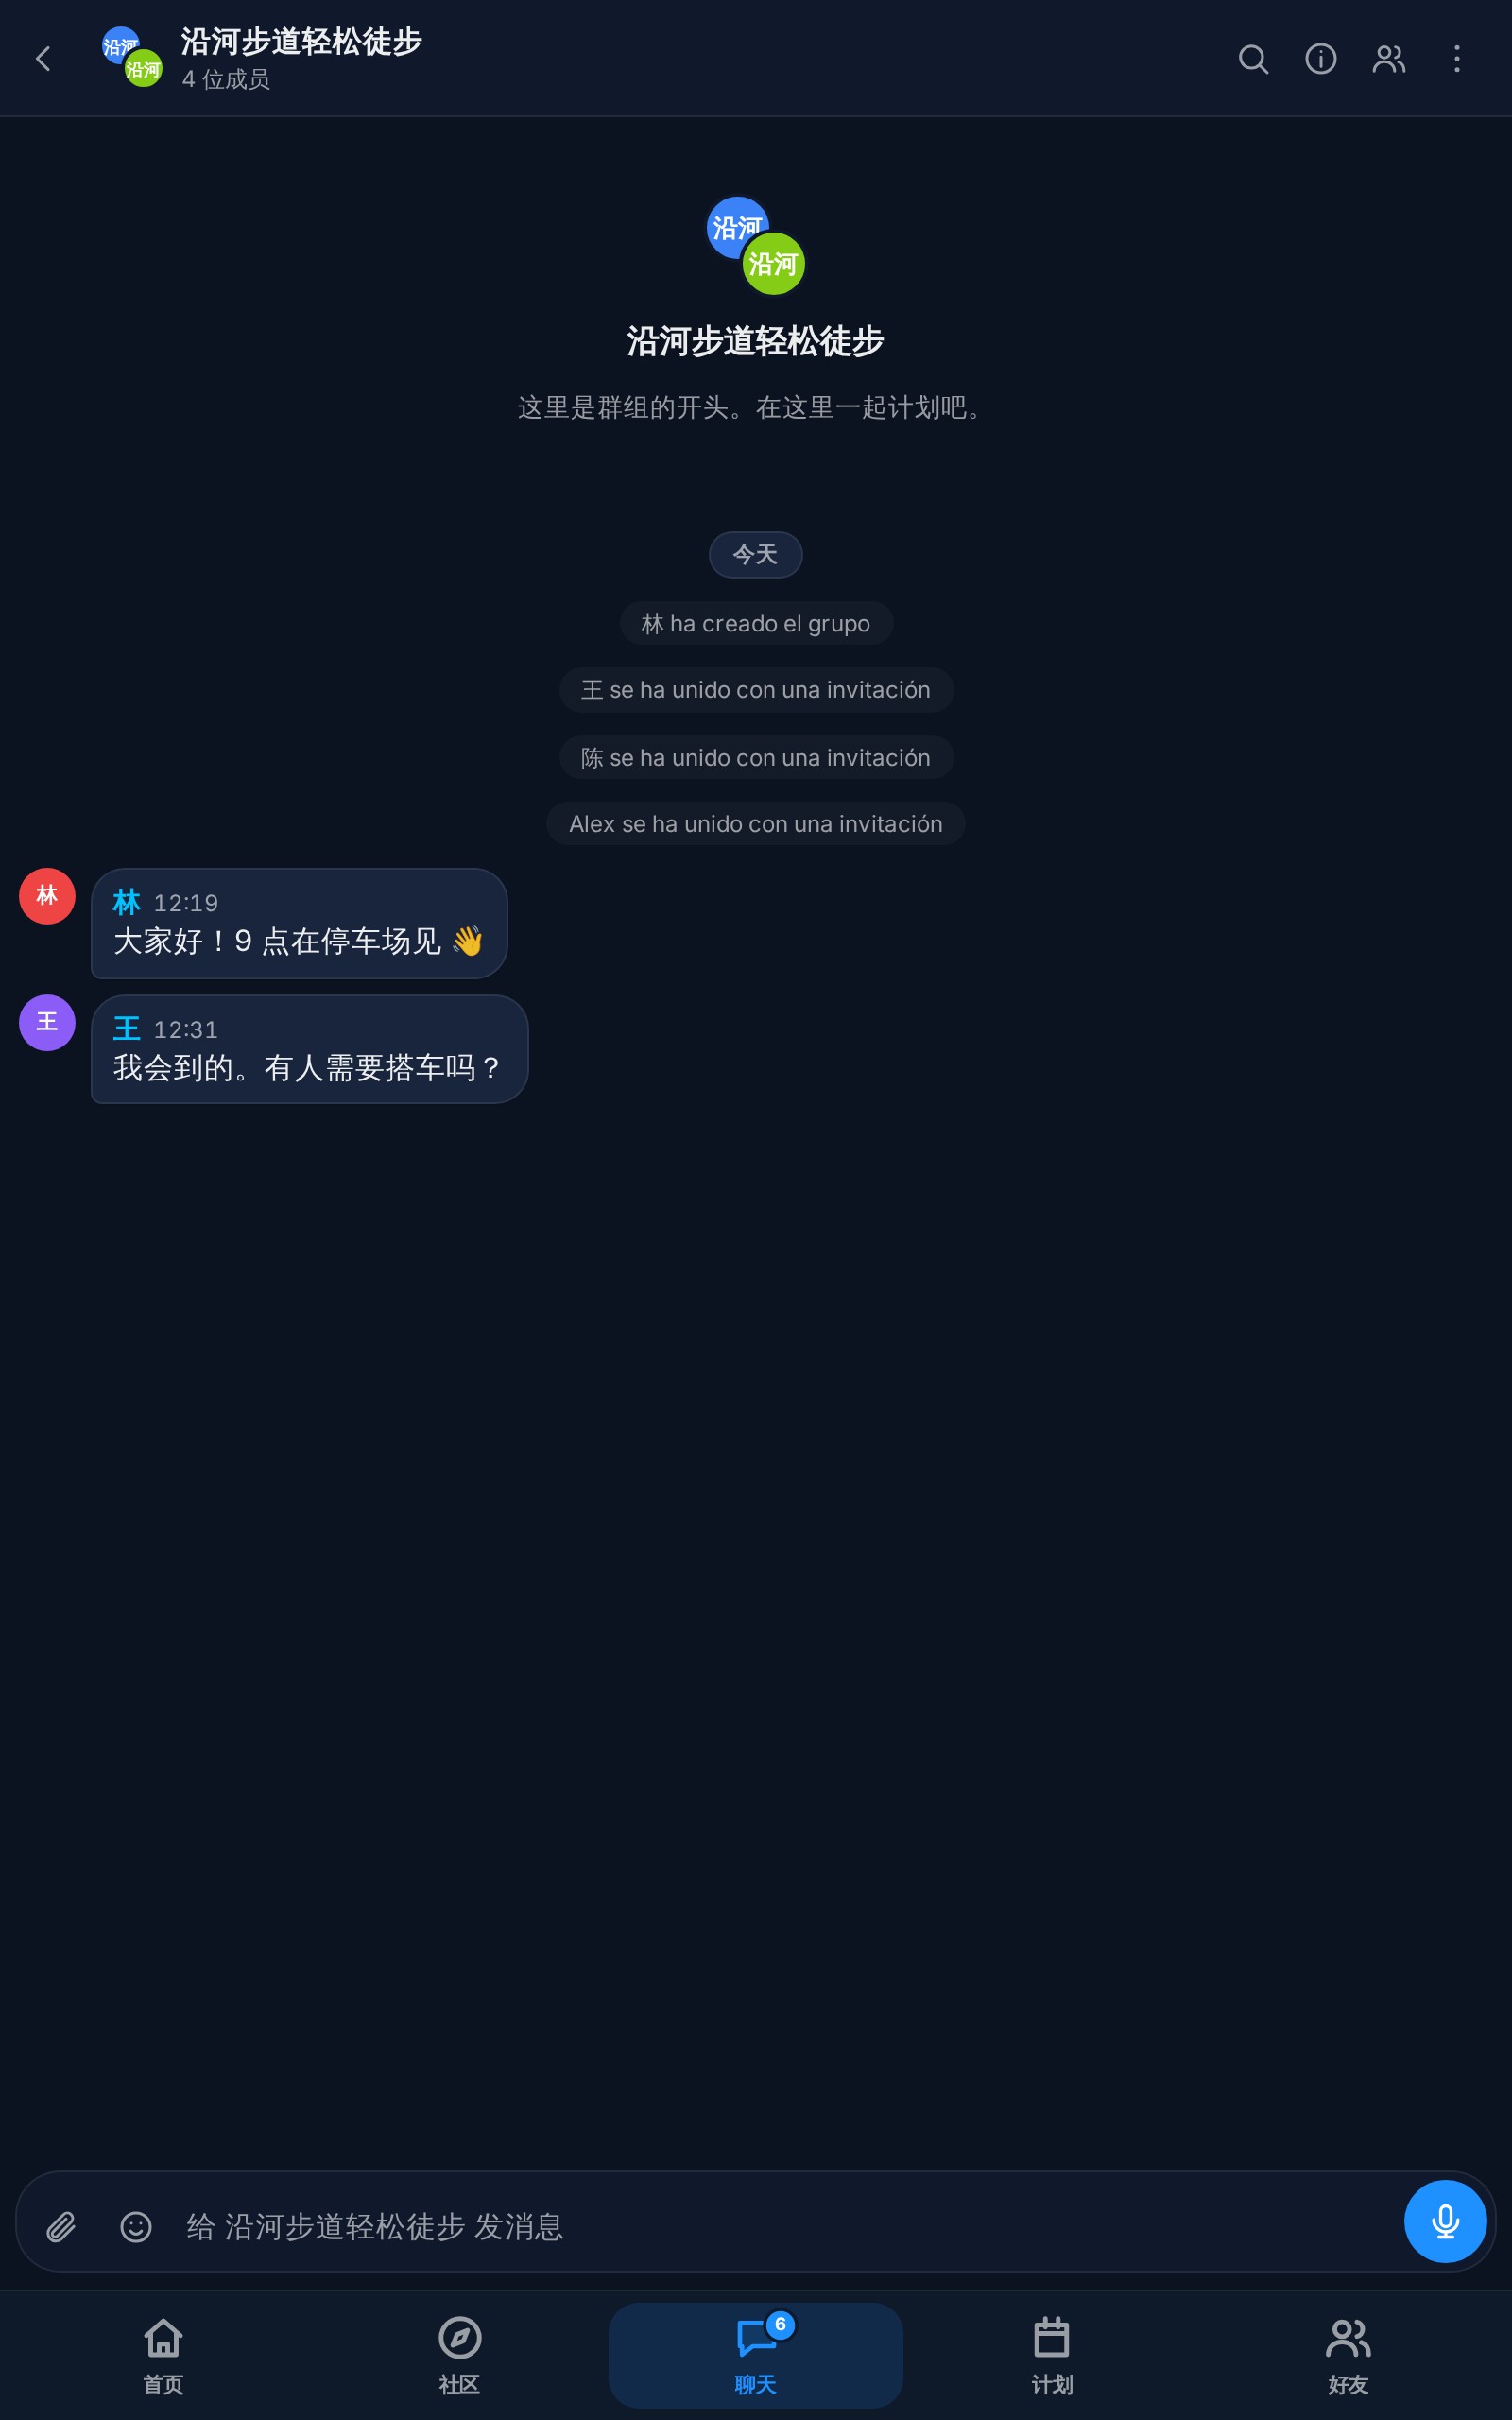 沿河
沿河
沿河步道轻松徒步
4 位成员
沿河
沿河
沿河步道轻松徒步
这里是群组的开头。在这里一起计划吧。
今天
林 ha creado el grupo
王 se ha unido con una invitación
陈 se ha unido con una invitación
Alex se ha unido con una invitación
林
林 12:19
大家好！9 点在停车场见 👋
王
王 12:31
我会到的。有人需要搭车吗？
给 沿河步道轻松徒步 发消息
6
首页
社区
聊天
计划
好友